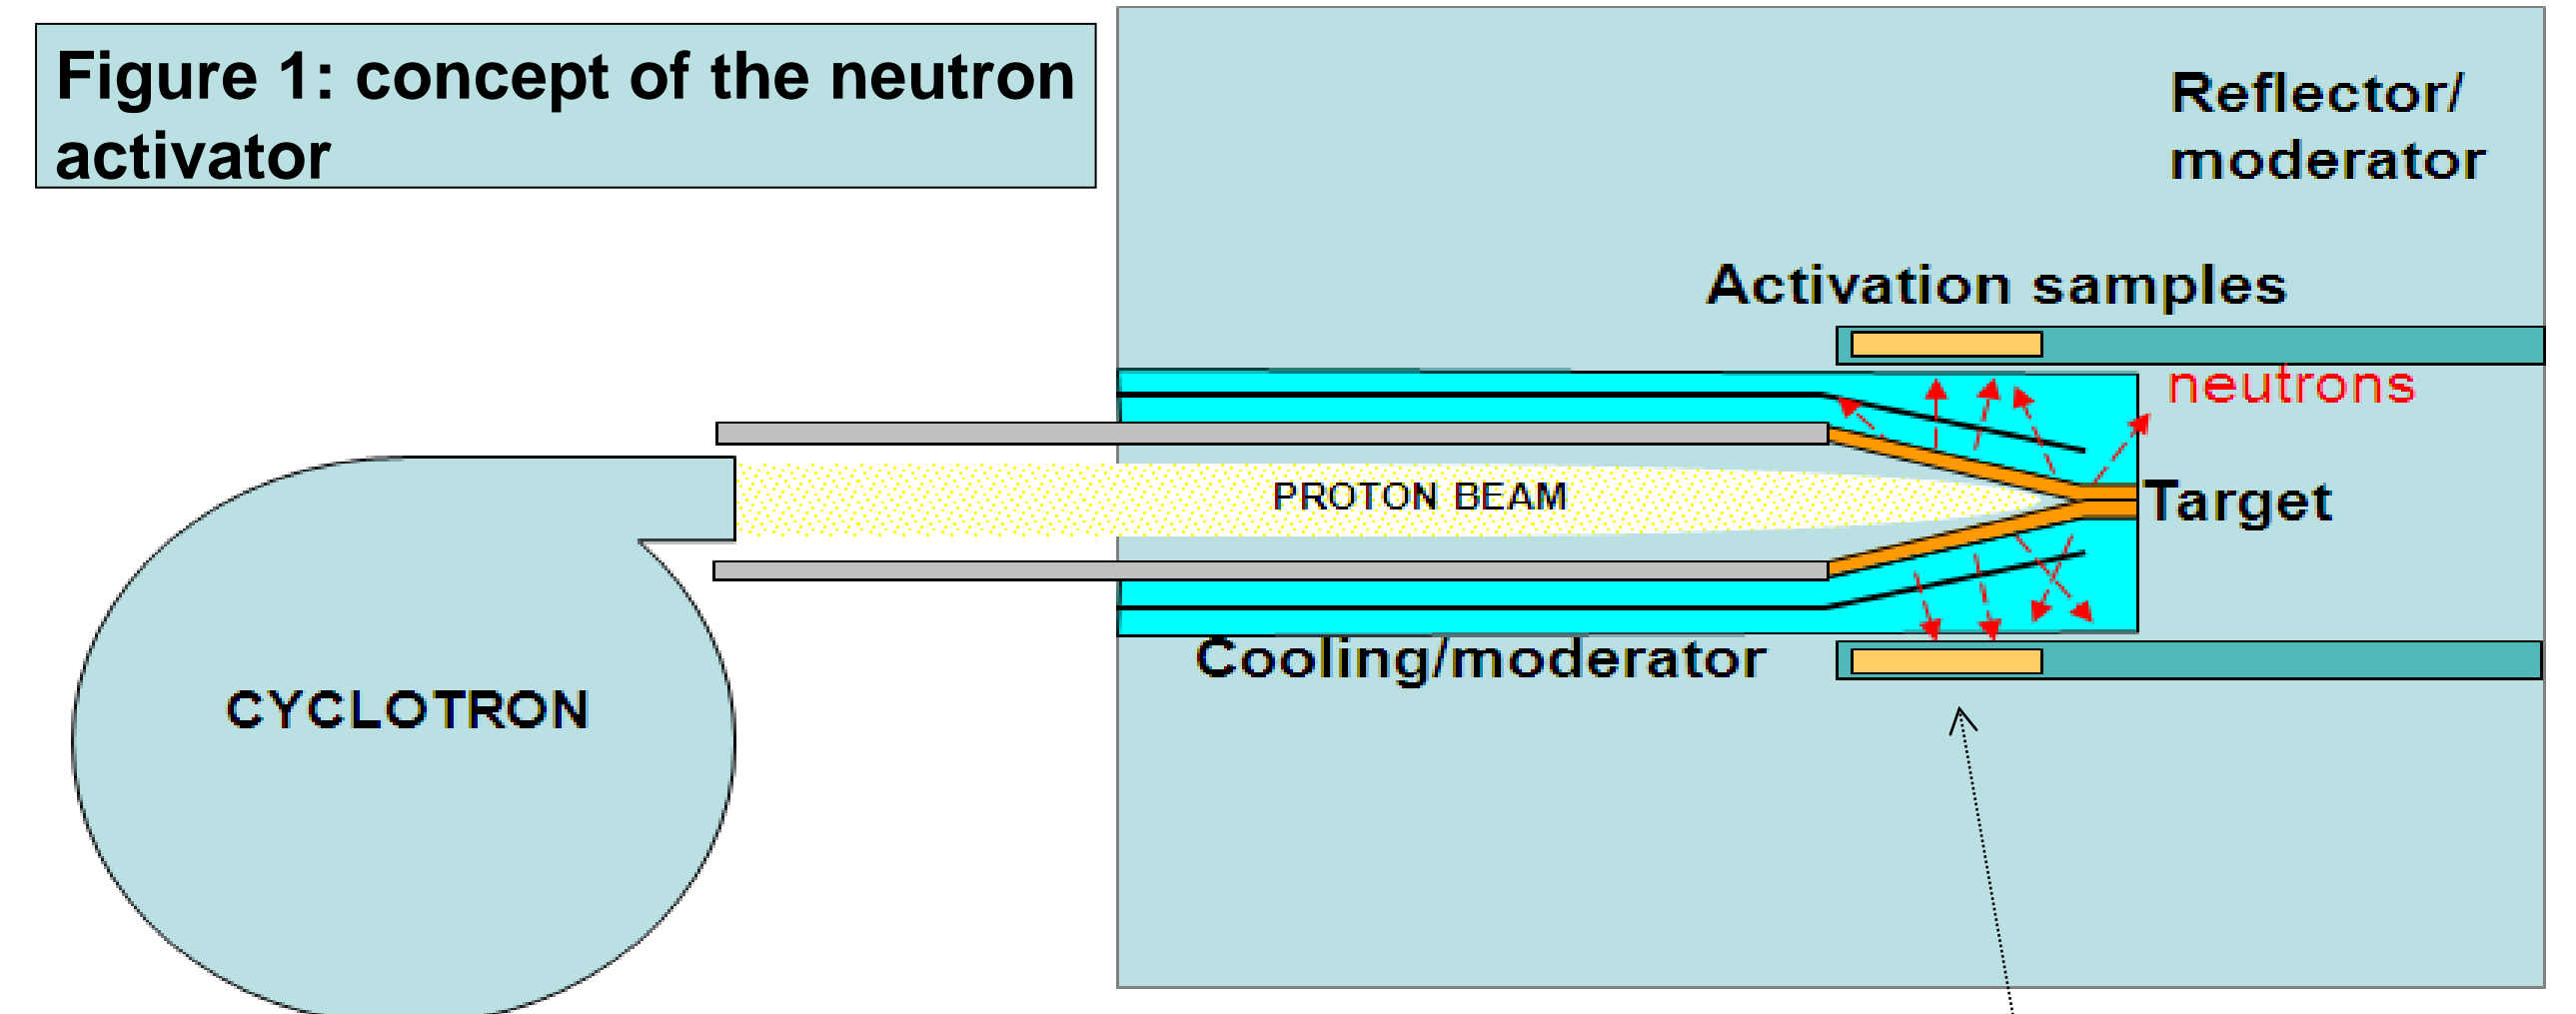 Figure 1: concept of the neutron
activator
Reflector/
moderator
Activation samples
neutrons
PROTON BEAM
Target
Cooling/moderator
CYCLOTRON